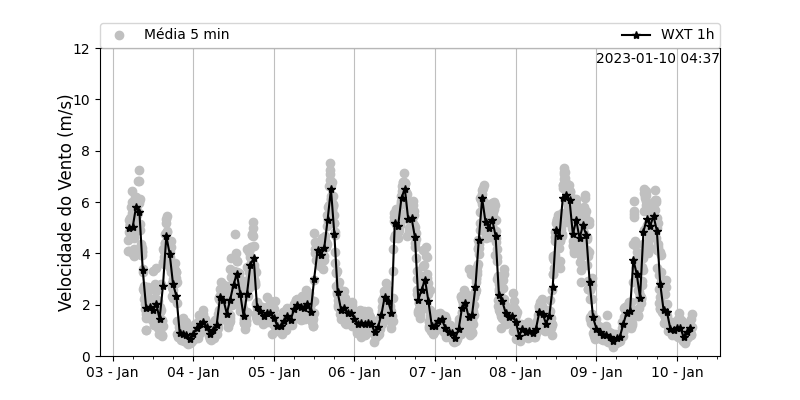 Média 5 min WXT 1h
2023-01-10 04:37
Velocidade do Vento (m/s)
12
10
8
6
4
2
0
03 - Jan 04 - Jan 05 - Jan 06 - Jan 07 - Jan 08 - Jan 09 - Jan 10 - Jan